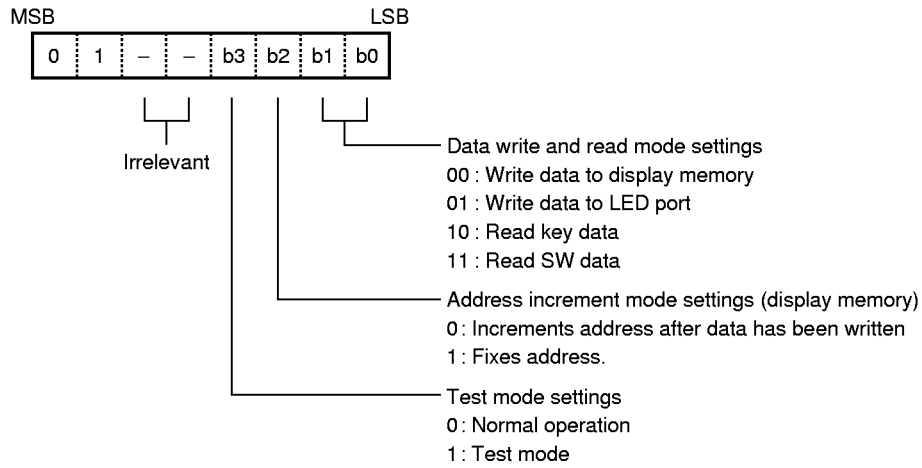 MSB LSB
0 1 – – b3 b2 b1 b0
Irrelevant
Data write and read mode settings
00 : Write data to display memory
01 : Write data to LED port
10 : Read key data
11 : Read SW data
Address increment mode settings (display memory)
0 : Increments address after data has been written
1 : Fixes address.
Test mode settings
0 : Normal operation
1 : Test mode